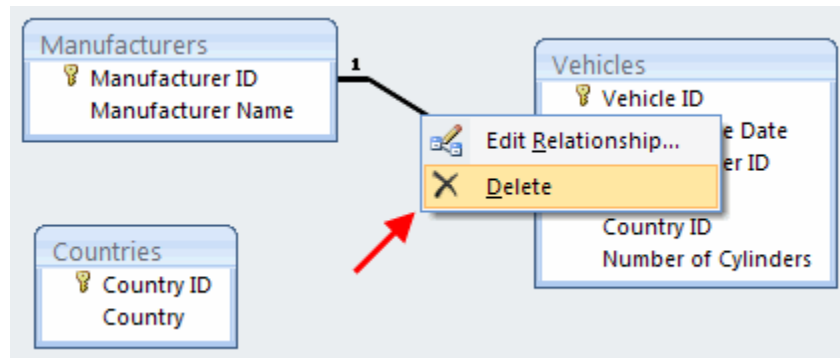 Manufacturers
Manufacturer ID
Manufacturer Name
1
Vehicles
Vehicle ID
e Date
er ID
Country ID
Number of Cylinders
Edit Relationship...
Delete
Countries
Country ID
Country